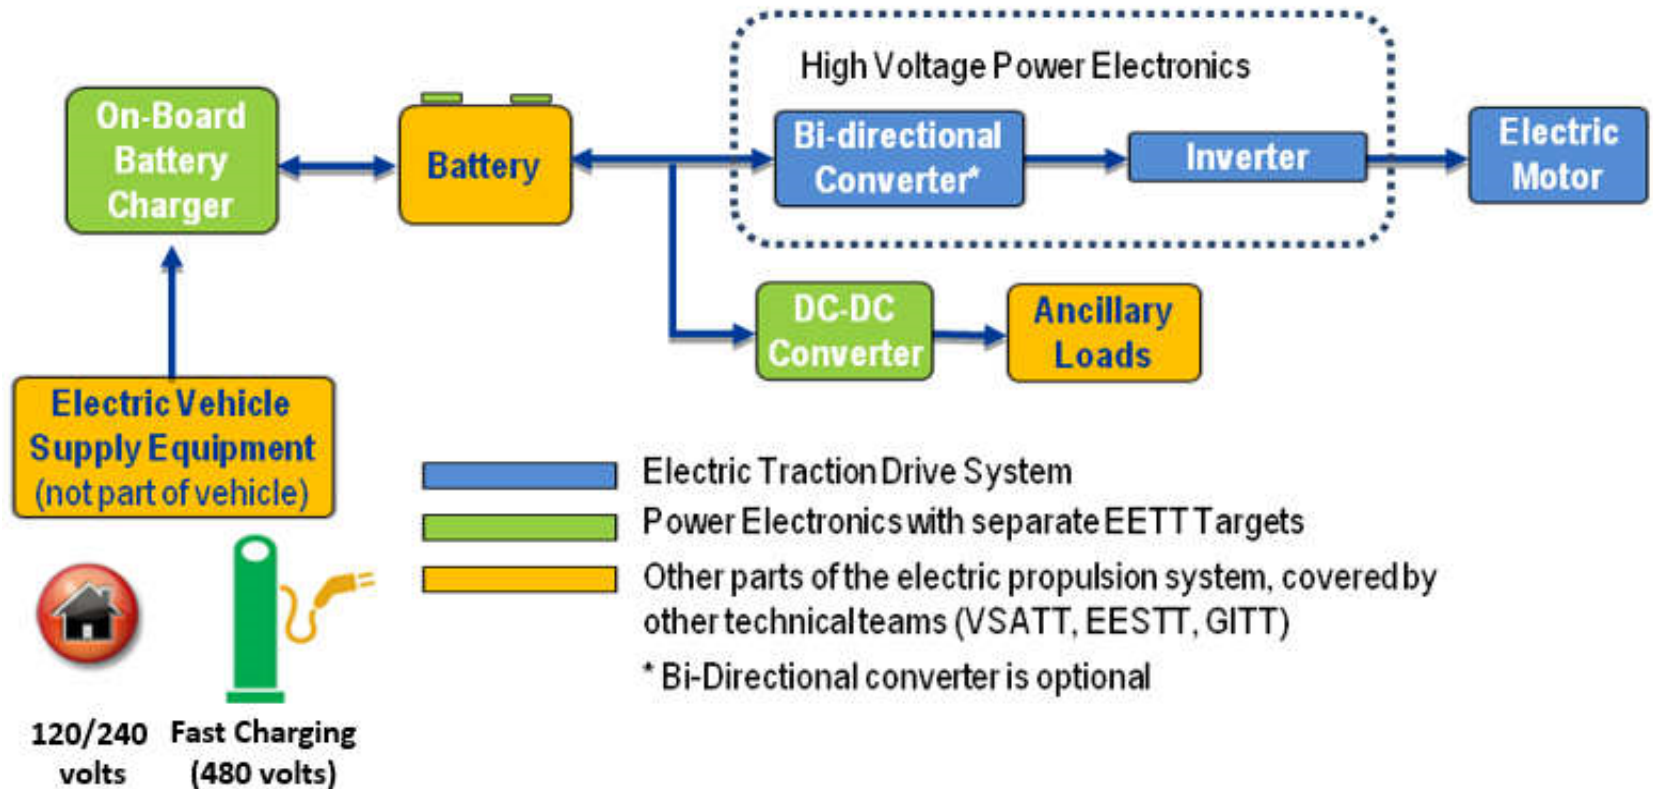 High Voltage Power Electronics
On-Board
Battery
Charger
Battery
Bi-directional
Converter*
Inverter
Electric
Motor
DC-DC
Converter
Ancillary
Loads
Electric Vehicle
Supply Equipment
(not part of vehicle)
Electric Traction Drive System
Power Electronics with separate EETT Targets
Other parts of the electric propulsion system, covered by
other technical teams (VSATT, EESTT, GITT)
* Bi-Directional converter is optional
120/240
volts
Fast Charging
(480 volts)